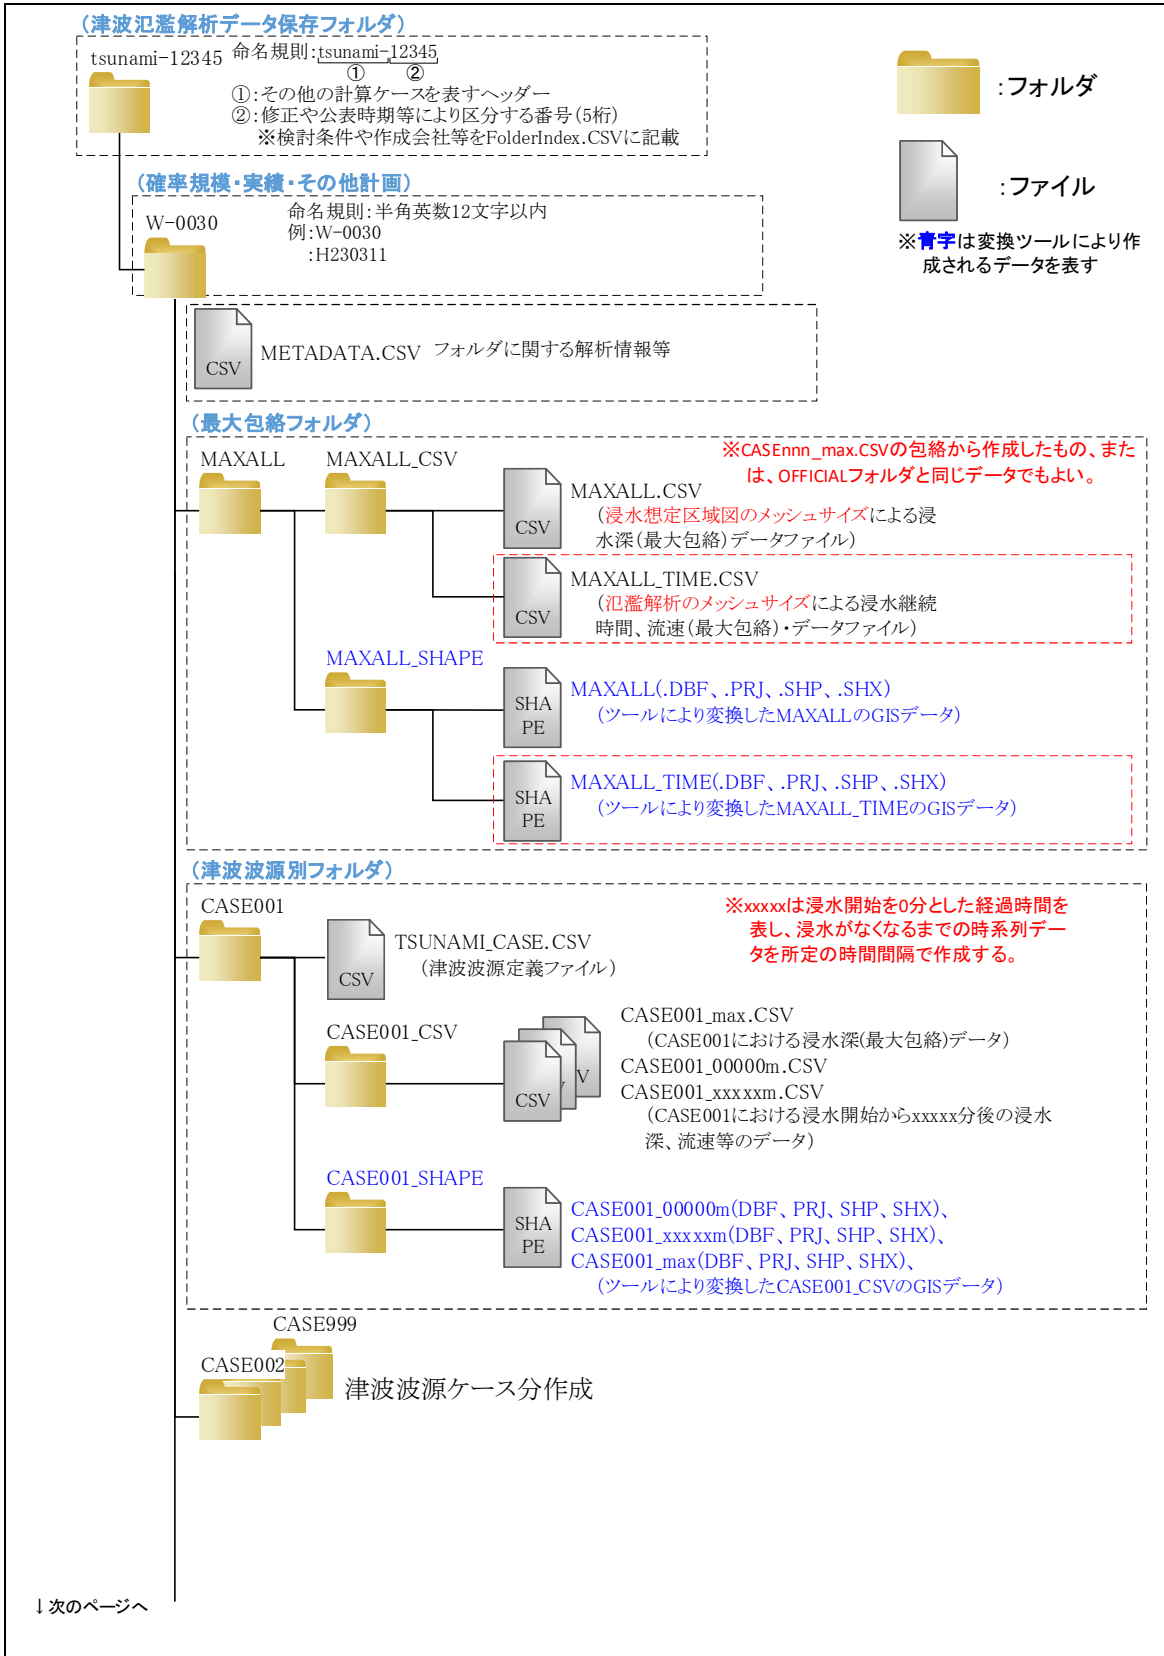 （津波氾濫解析データ保存フォルダ）
tsunami-12345
命名規則:tsunami-12345
① ②
①:その他の計算ケースを表すヘッダー
②:修正や公表時期等により区分する番号(5桁)
※検討条件や作成会社等をFolderIndex.CSVに記載
:フォルダ
:ファイル
※青字は変換ツールにより作
成されるデータを表す
（確率規模・実績・その他計画）
W-0030
命名規則:半角英数12文字以内
例:W-0030
:H230311
CSV
METADATA.CSV フォルダに関する解析情報等
（最大包絡フォルダ）
※CASEnnn_max.CSVの包絡から作成したもの、また
は、OFFICIALフォルダと同じデータでもよい。
MAXALL
MAXALL_CSV
CSV
MAXALL.CSV
（浸水想定区域図のメッシュサイズによる浸
水深(最大包絡)データファイル）
CSV
MAXALL_TIME.CSV
（氾濫解析のメッシュサイズによる浸水継続
時間、流速(最大包絡)・データファイル）
MAXALL_SHAPE
SHA
PE
MAXALL(.DBF、.PRJ、.SHP、.SHX)
（ツールにより変換したMAXALLのGISデータ）
SHA
PE
MAXALL_TIME(.DBF、.PRJ、.SHP、.SHX)
（ツールにより変換したMAXALL_TIMEのGISデータ）
（津波波源別フォルダ）
※xxxxxは浸水開始を0分とした経過時間を
表し、浸水がなくなるまでの時系列デー
タを所定の時間間隔で作成する。
CASE001
CSV
TSUNAMI_CASE.CSV
（津波波源定義ファイル）
CASE001_CSV
CSV
V
V
CASE001_max.CSV
（CASE001における浸水深(最大包絡)データ）
CASE001_00000m.CSV
CASE001_xxxxxm.CSV
（CASE001における浸水開始からxxxxx分後の浸水
深、流速等のデータ）
CASE001_SHAPE
SHA
PE
CASE001_00000m(DBF、PRJ、SHP、SHX)、
CASE001_xxxxxm(DBF、PRJ、SHP、SHX)、
CASE001_max(DBF、PRJ、SHP、SHX)、
（ツールにより変換したCASE001_CSVのGISデータ）
CASE999
CASE002
津波波源ケース分作成
↓次のページへ